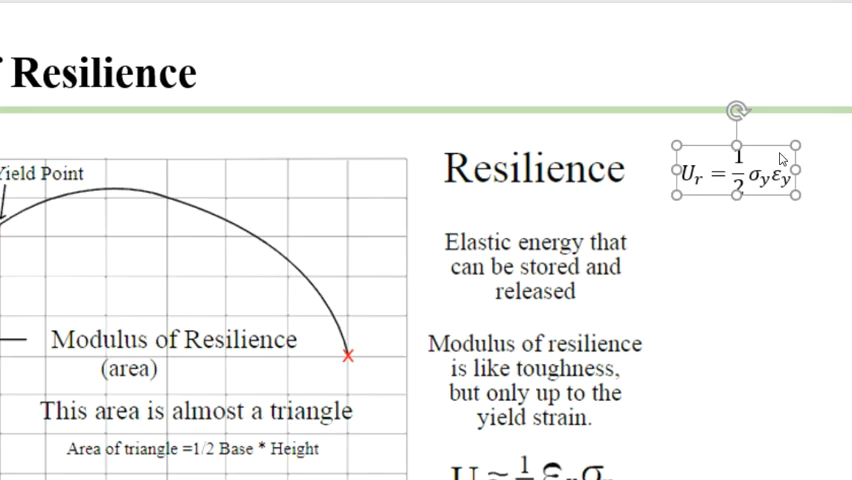 f Resilience
Yield Point
Modulus of Resilience
(area)
This area is almost a triangle
Area of triangle =1/2 Base * Height
Resilience
Elastic energy that
can be stored and
released
Modulus of resilience
is like toughness,
but only up to the
yield strain.
U ≈ 1 ε σ
U_r = 1/2 σ_y ε_y